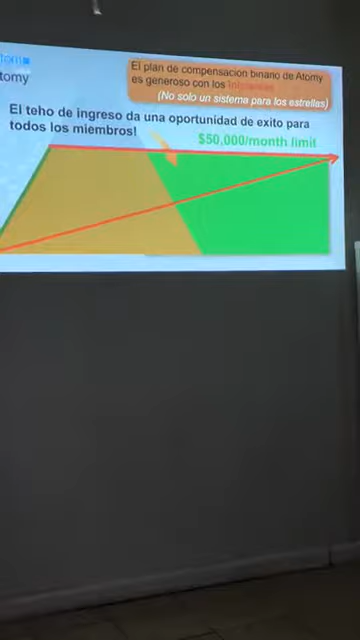 tomy
El plan de compensación binario de Atomy
es generoso con los
(No solo un sistema para los estrellas)
El teho de ingreso da una oportunidad de exito para
todos los miembros!
$50,000/month limit